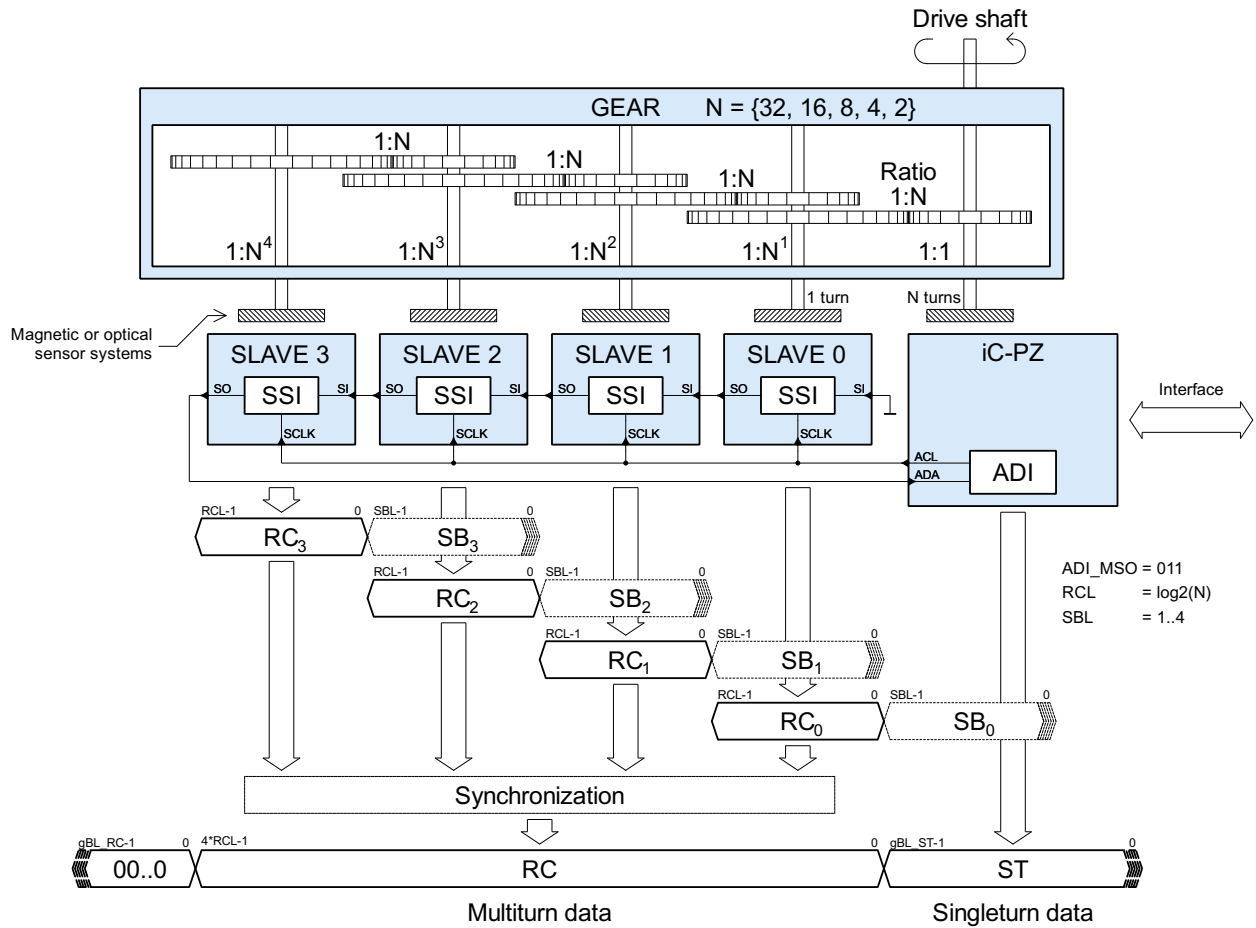 Drive shaft
GEAR N = {32, 16, 8, 4, 2}
1:N
1:N
1:N
Ratio
1:N
1:N⁴ 1:N³ 1:N² 1:N¹ 1:1
1 turn N turns
Magnetic or optical
sensor systems
SLAVE 3 SLAVE 2 SLAVE 1 SLAVE 0 iC-PZ
SO SSI SI SO SSI SI SO SSI SI SO SSI SI
Interface
SCLK SCLK SCLK SCLK
ACL
ADA
ADI
RCL-1 0 SBL-1 0
RC₃ SB₃
RCL-1 0 SBL-1 0
RC₂ SB₂
RCL-1 0 SBL-1 0
RC₁ SB₁
RCL-1 0 SBL-1 0
RC₀ SB₀
ADI_MSO = 011
RCL = log2(N)
SBL = 1..4
Synchronization
gBL_RC-1 0 4*RCL-1 0 gBL_ST-1 0
00..0 RC ST
Multiturn data Singleturn data